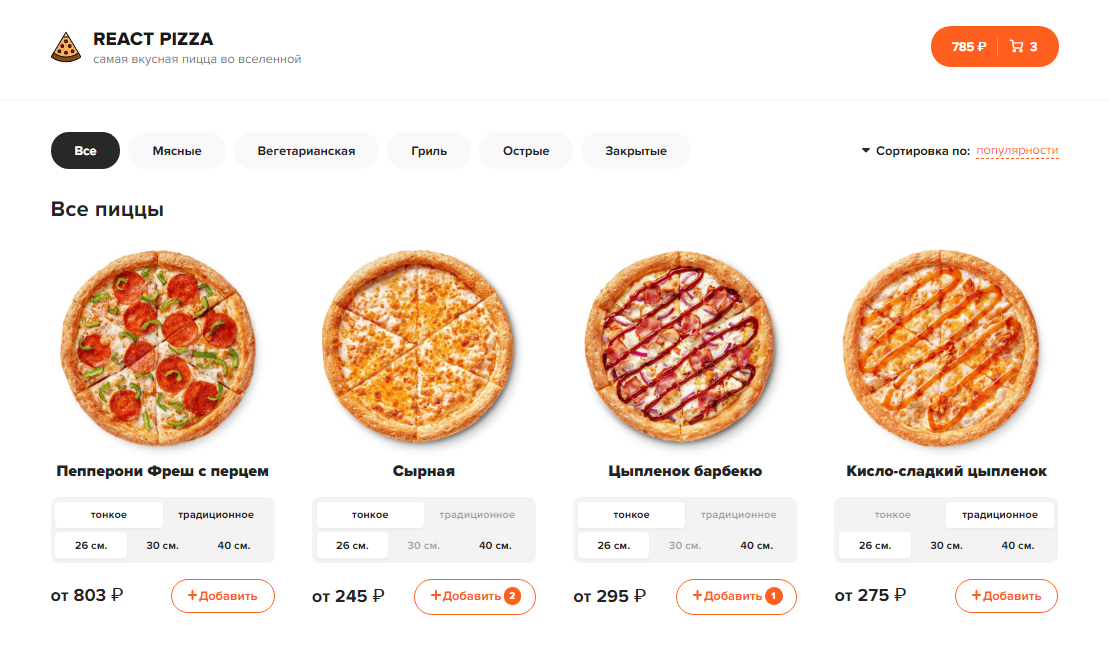 REACT PIZZA
самая вкусная пицца во вселенной
785 ₽ 3
Все Мясные Вегетарианская Гриль Острые Закрытые Сортировка по: популярности
Все пиццы
Пепперони Фреш с перцем Сырная Цыпленок барбекю Кисло-сладкий цыпленок
тонкое традиционное тонкое традиционное тонкое традиционное тонкое традиционное
26 см. 30 см. 40 см. 26 см. 30 см. 40 см. 26 см. 30 см. 40 см. 26 см. 30 см. 40 см.
от 803 ₽ +Добавить от 245 ₽ +Добавить 2 от 295 ₽ +Добавить 1 от 275 ₽ +Добавить